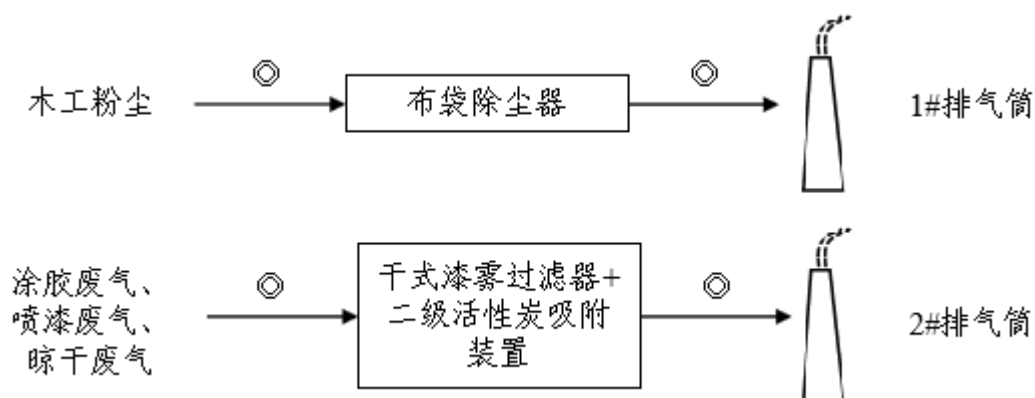 木工粉尘
布袋除尘器
1#排气筒
涂胶废气、
喷漆废气、
晾干废气
干式漆雾过滤器+
二级活性炭吸附
装置
2#排气筒